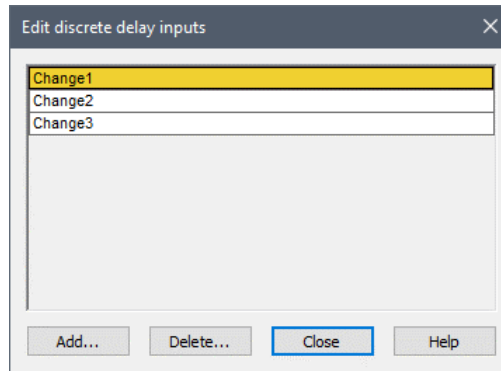 Edit discrete delay inputs
Change1
Change2
Change3
Add...
Delete...
Close
Help